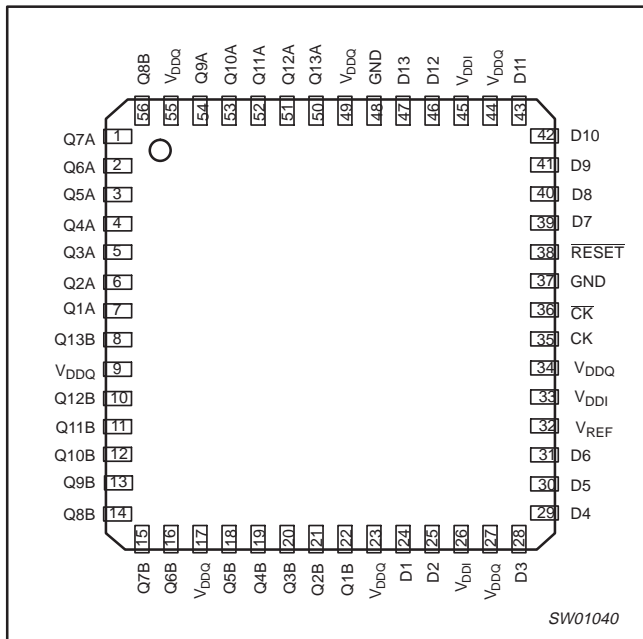 Q8B VDDQ Q9A Q10A Q11A Q12A Q13A VDDQ GND D13 D12 VDDI VDDQ D11
56 55 54 53 52 51 50 49 48 47 46 45 44 43
Q7A 1 42 D10
Q6A 2 41 D9
Q5A 3 40 D8
Q4A 4 39 D7
Q3A 5 38 RESET
Q2A 6 37 GND
Q1A 7 36 CK
Q13B 8 35 CK
VDDQ 9 34 VDDQ
Q12B 10 33 VDDI
Q11B 11 32 VREF
Q10B 12 31 D6
Q9B 13 30 D5
Q8B 14 29 D4
15 16 17 18 19 20 21 22 23 24 25 26 27 28
Q7B Q6B VDDQ Q5B Q4B Q3B Q2B Q1B VDDQ D1 D2 VDDI VDDQ D3
SW01040